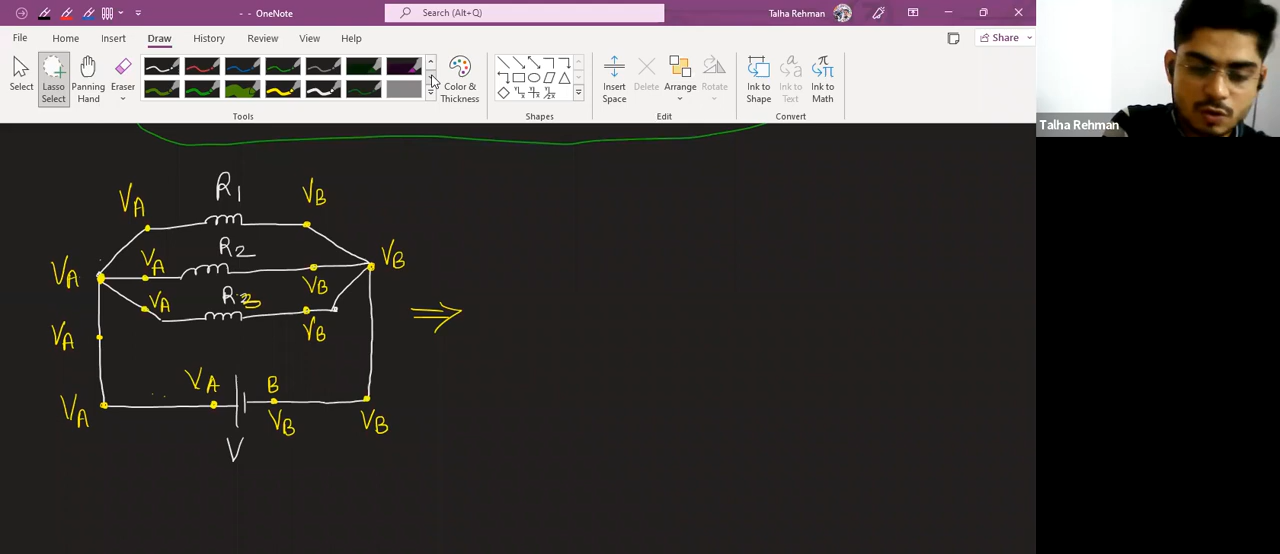 - - OneNote
Search (Alt+Q)
Talha Rehman
File Home Insert Draw History Review View Help
Share
Select
Lasso Select
Panning Hand
Eraser
Color & Thickness
Insert Space
Delete
Arrange
Rotate
Ink to Shape
Ink to Text
Ink to Math
Tools Shapes Edit Convert
Talha Rehman
R1
VA VB
R2
VA VB
VA VB
R3
VA VB
VA
VA B
VA VB VB
V